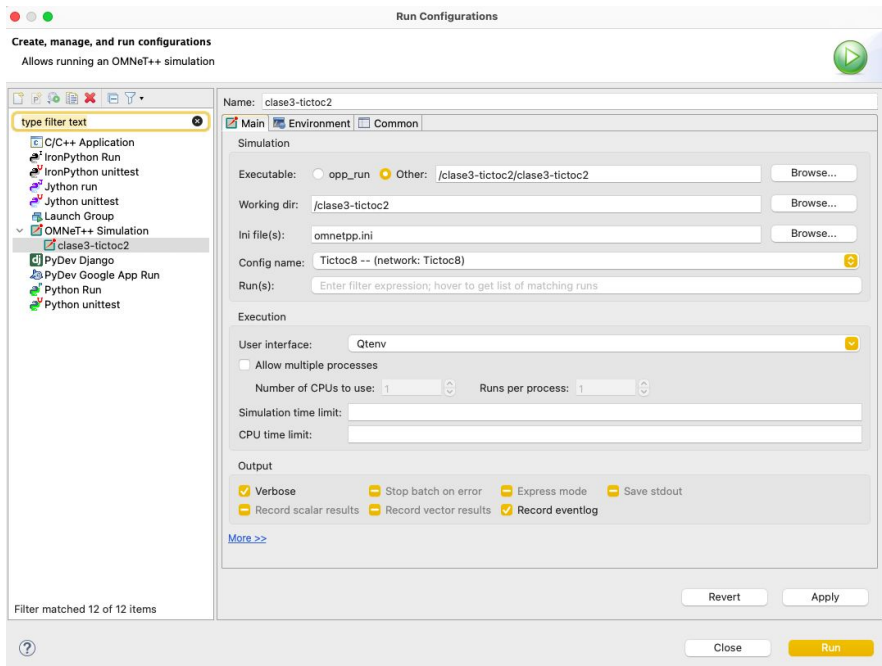 Run Configurations
Create, manage, and run configurations
Allows running an OMNeT++ simulation
type filter text
C/C++ Application
IronPython Run
IronPython unittest
Jython run
Jython unittest
Launch Group
OMNeT++ Simulation
clase3-tictoc2
PyDev Django
PyDev Google App Run
Python Run
Python unittest
Filter matched 12 of 12 items
Name: clase3-tictoc2
Main Environment Common
Simulation
Executable: opp_run Other: /clase3-tictoc2/clase3-tictoc2 Browse...
Working dir: /clase3-tictoc2 Browse...
Ini file(s): omnetpp.ini Browse...
Config name: Tictoc8 -- (network: Tictoc8)
Run(s): Enter filter expression; hover to get list of matching runs
Execution
User interface: Qtenv
Allow multiple processes
Number of CPUs to use: 1 Runs per process: 1
Simulation time limit:
CPU time limit:
Output
Verbose Stop batch on error Express mode Save stdout
Record scalar results Record vector results Record eventlog
More >>
Revert Apply
? Close Run